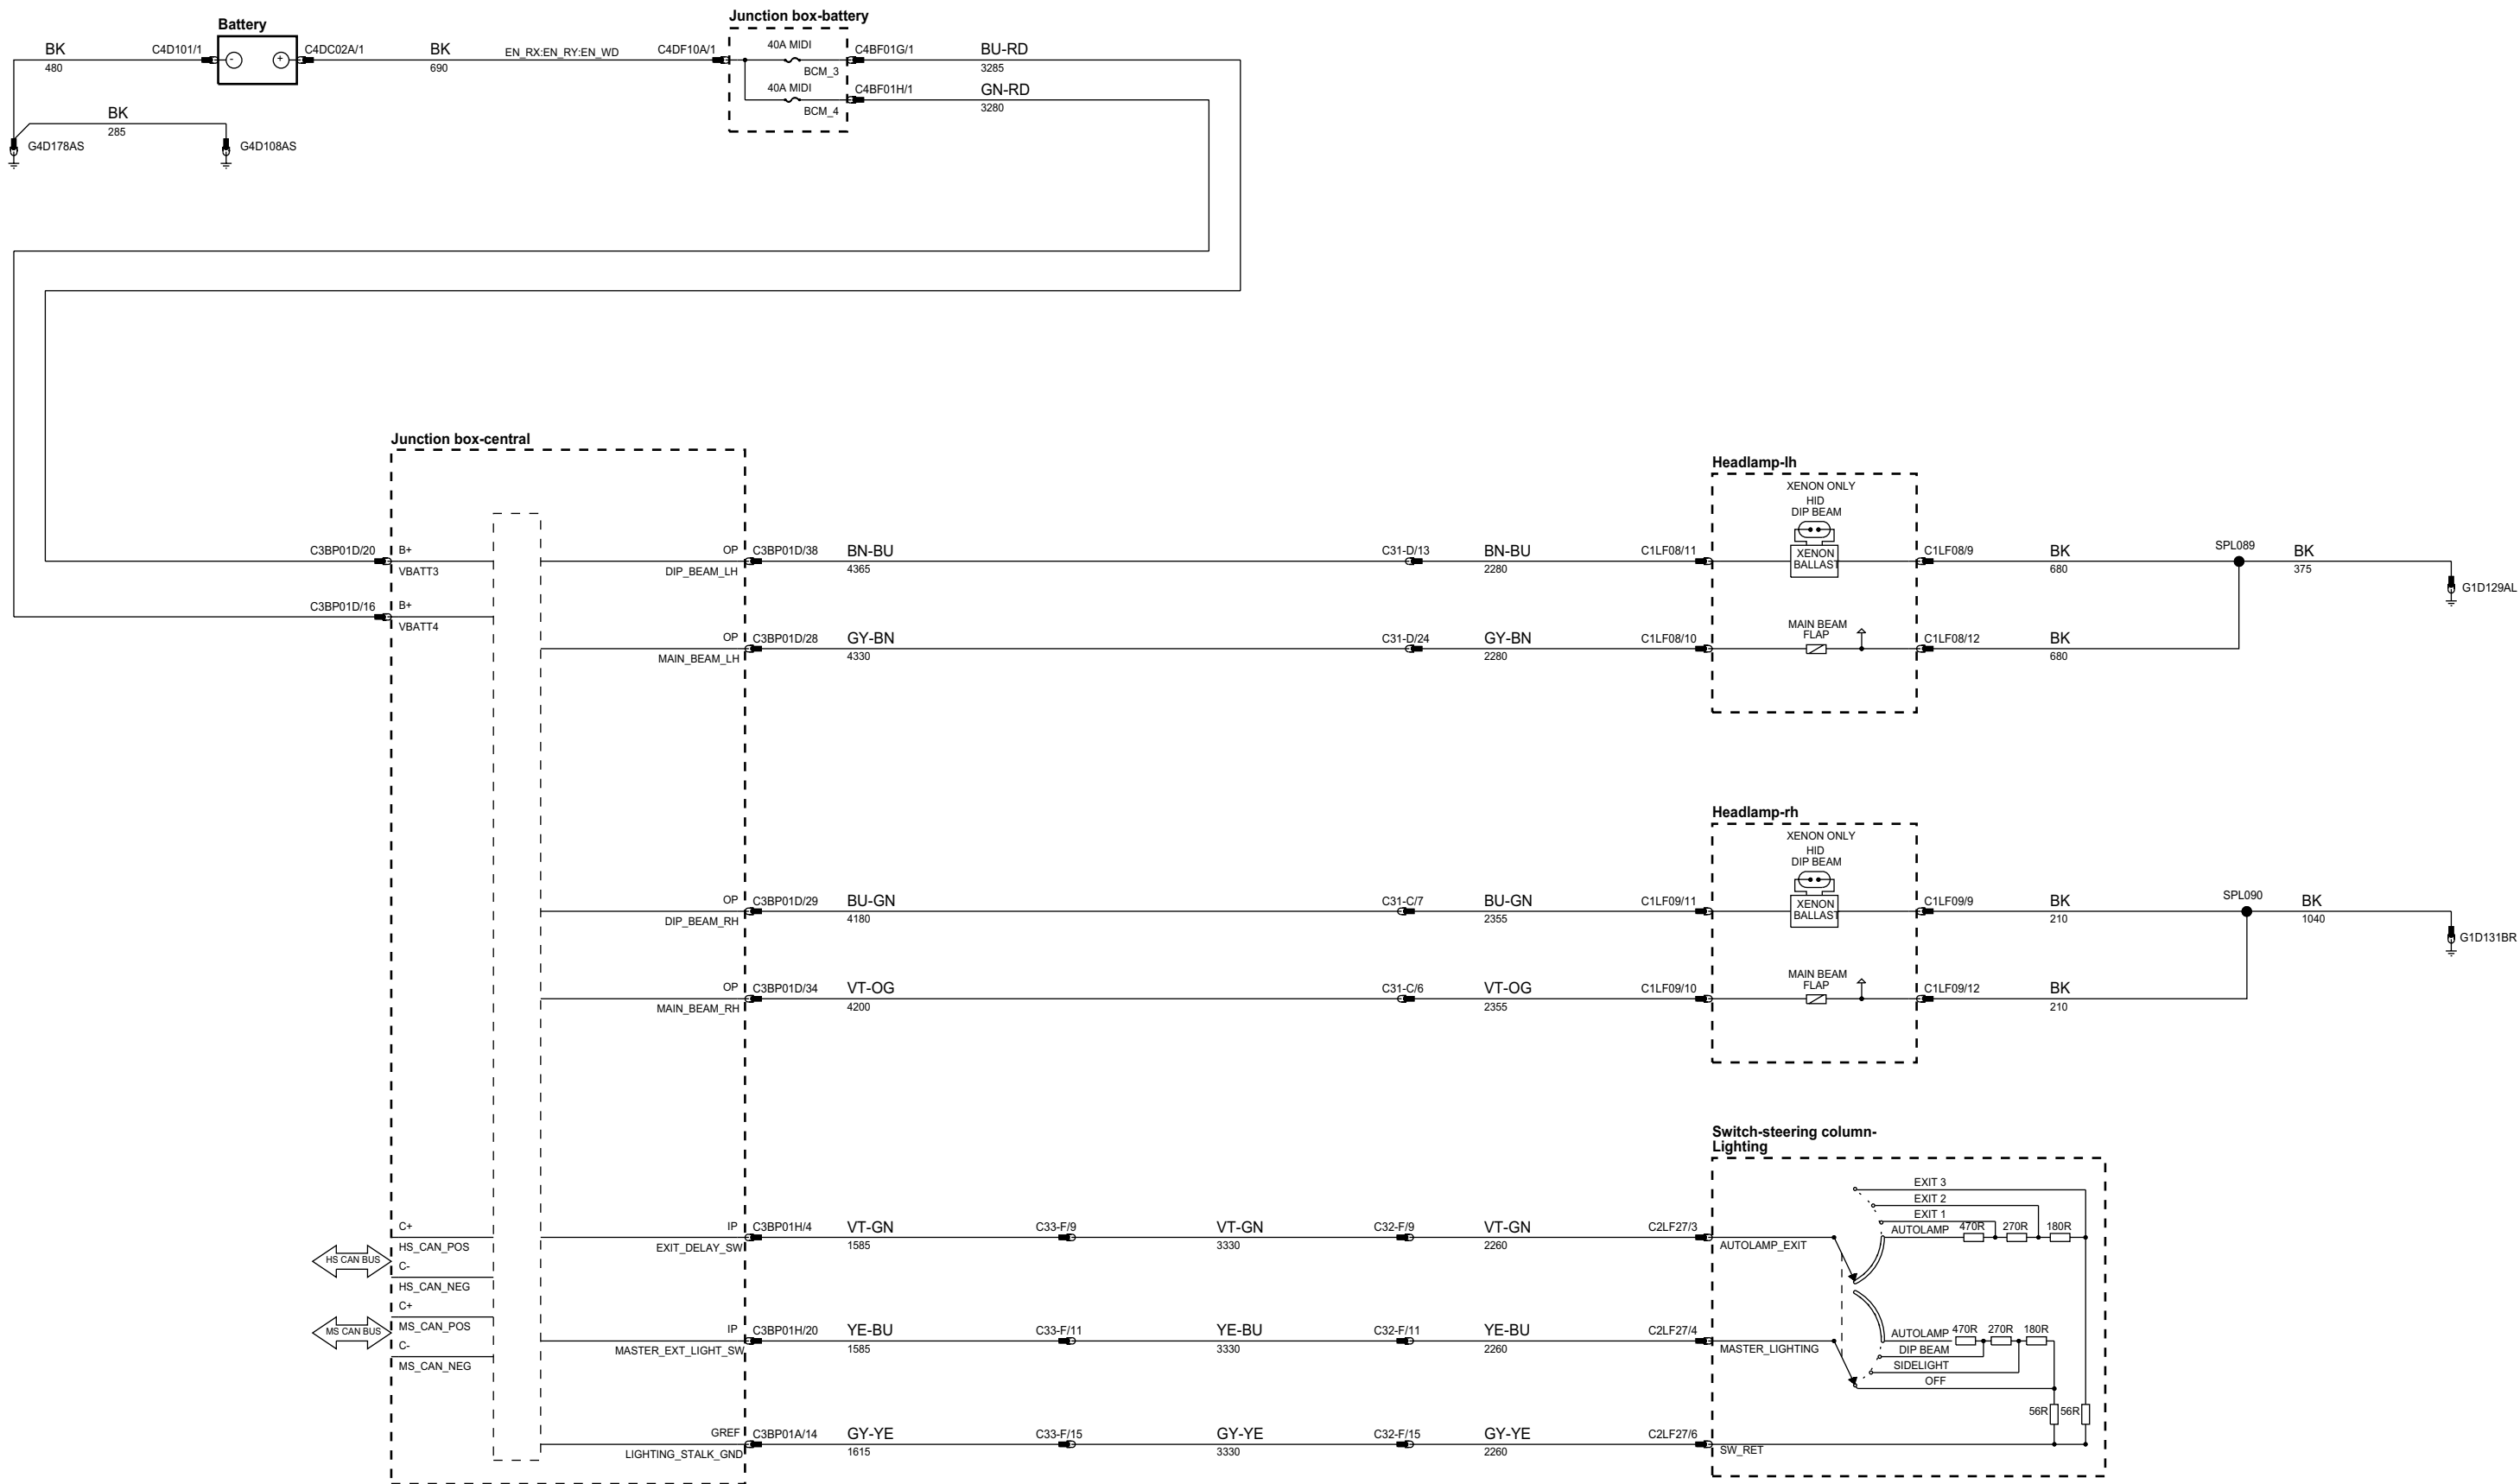 Battery
Junction box-battery
BK
480
C4D101/1
-
+
C4DC02A/1
BK
690
EN_RX:EN_RY:EN_WD
C4DF10A/1
40A MIDI
BCM_3
C4BF01G/1
BU-RD
3285
40A MIDI
BCM_4
C4BF01H/1
GN-RD
3280
BK
285
G4D178AS
G4D108AS
Junction box-central
Headlamp-lh
XENON ONLY
HID
DIP BEAM
XENON
BALLAST
C3BP01D/20
B+
VBATT3
OP
DIP_BEAM_LH
C3BP01D/38
BN-BU
4365
C31-D/13
BN-BU
2280
C1LF08/11
C1LF08/9
BK
680
SPL089
BK
375
G1D129AL
C3BP01D/16
B+
VBATT4
OP
MAIN_BEAM_LH
C3BP01D/28
GY-BN
4330
C31-D/24
GY-BN
2280
C1LF08/10
MAIN BEAM
FLAP
C1LF08/12
BK
680
Headlamp-rh
XENON ONLY
HID
DIP BEAM
XENON
BALLAST
OP
DIP_BEAM_RH
C3BP01D/29
BU-GN
4180
C31-C/7
BU-GN
2355
C1LF09/11
C1LF09/9
BK
210
SPL090
BK
1040
G1D131BR
OP
MAIN_BEAM_RH
C3BP01D/34
VT-OG
4200
C31-C/6
VT-OG
2355
C1LF09/10
MAIN BEAM
FLAP
C1LF09/12
BK
210
Switch-steering column-
Lighting
EXIT 3
EXIT 2
EXIT 1
AUTOLAMP
470R
270R
180R
C+
HS_CAN_POS
HS CAN BUS
C-
HS_CAN_NEG
IP
EXIT_DELAY_SW
C3BP01H/4
VT-GN
1585
C33-F/9
VT-GN
3330
C32-F/9
VT-GN
2260
C2LF27/3
AUTOLAMP_EXIT
C+
MS_CAN_POS
MS CAN BUS
C-
MS_CAN_NEG
IP
MASTER_EXT_LIGHT_SW
C3BP01H/20
YE-BU
1585
C33-F/11
YE-BU
3330
C32-F/11
YE-BU
2260
C2LF27/4
MASTER_LIGHTING
AUTOLAMP
470R
270R
180R
DIP BEAM
SIDELIGHT
OFF
56R
56R
GREF
LIGHTING_STALK_GND
C3BP01A/14
GY-YE
1615
C33-F/15
GY-YE
3330
C32-F/15
GY-YE
2260
C2LF27/6
SW_RET